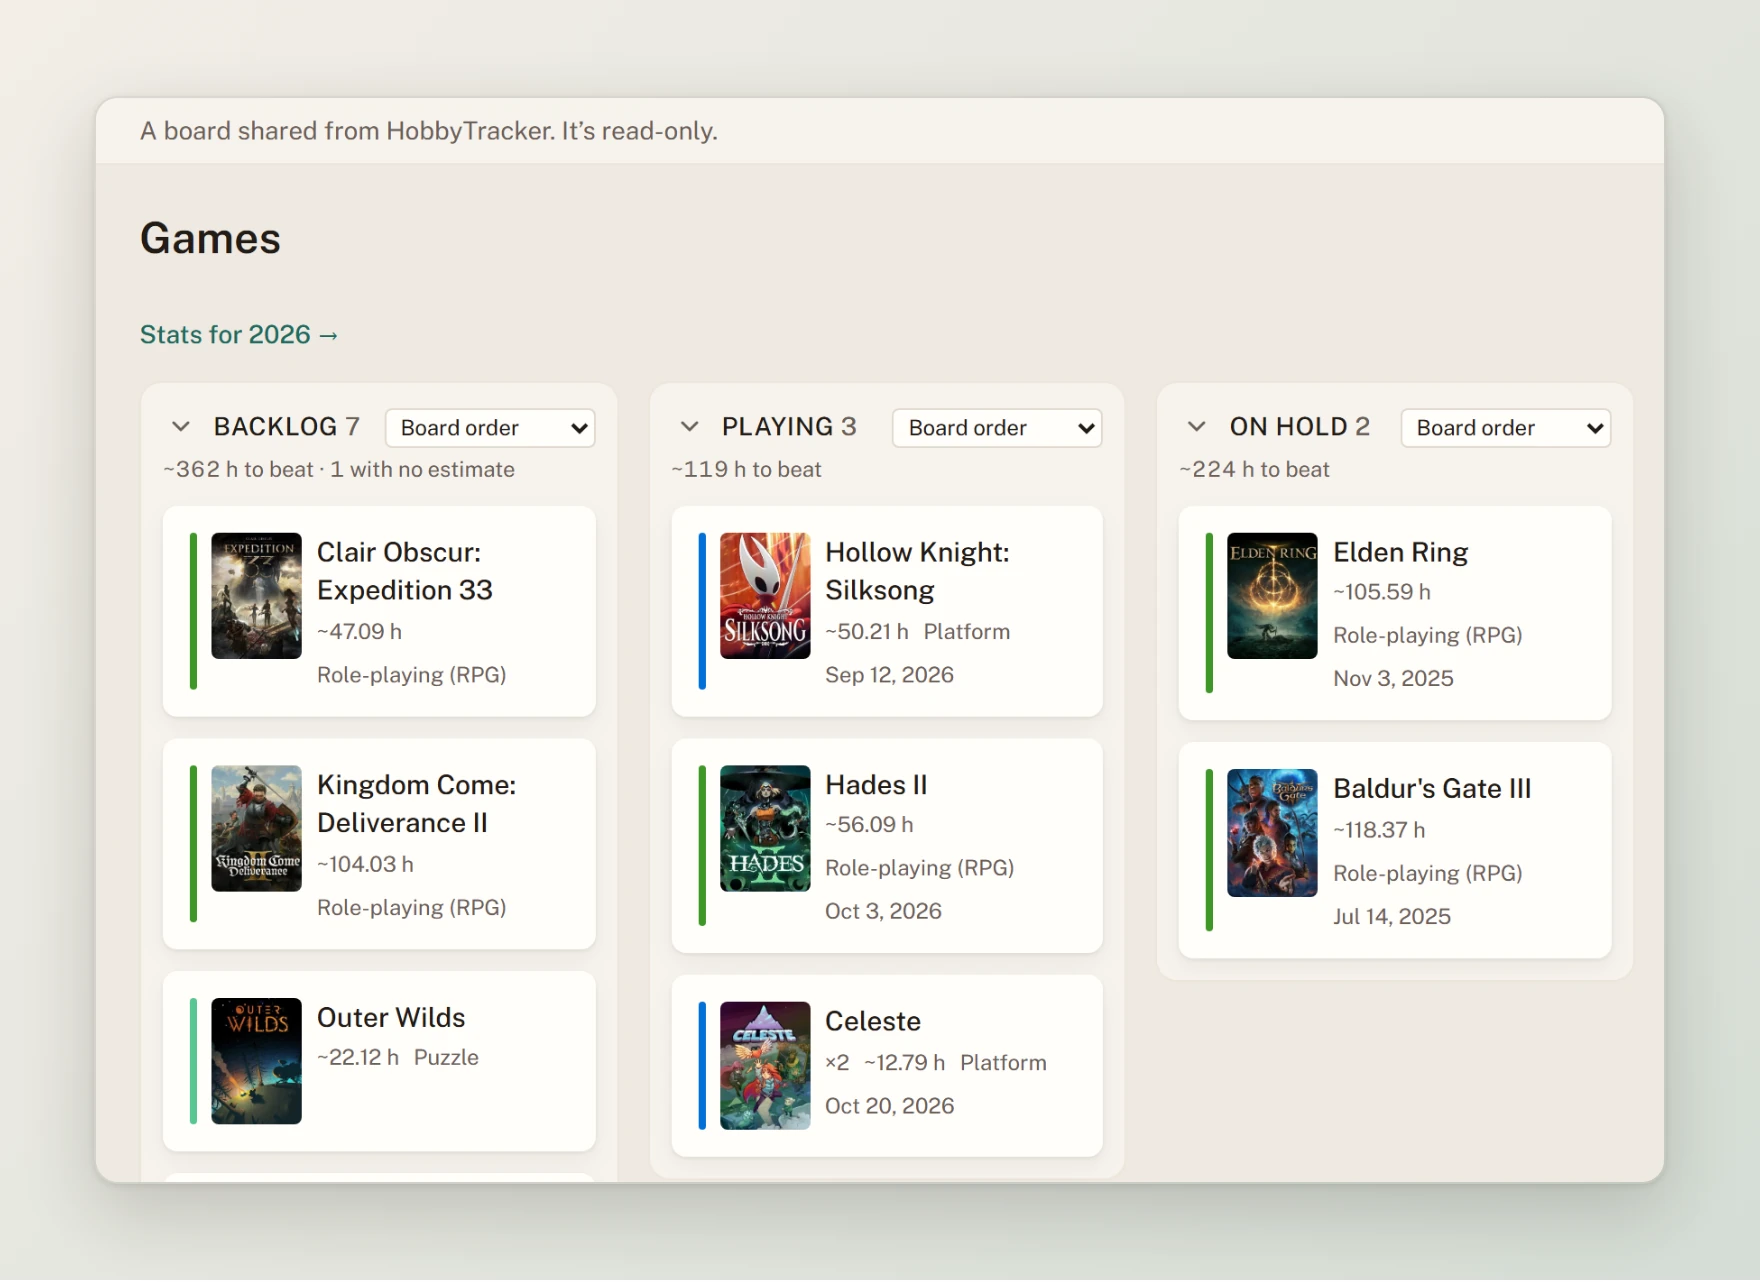 A board shared from HobbyTracker. It’s read-only.
Games
Stats for 2026 →
BACKLOG 7
Board order
~362 h to beat · 1 with no estimate
EXPEDITION
33
Clair Obscur:
Expedition 33
~47.09 h
Role-playing (RPG)
Kingdom Come
Deliverance
II
Kingdom Come:
Deliverance II
~104.03 h
Role-playing (RPG)
OUTER
WILDS
Outer Wilds
~22.12 h Puzzle
PLAYING 3
Board order
~119 h to beat
HOLLOW KNIGHT
SILKSONG
Hollow Knight:
Silksong
~50.21 h Platform
Sep 12, 2026
HADES
II
Hades II
~56.09 h
Role-playing (RPG)
Oct 3, 2026
CELESTE
Celeste
×2 ~12.79 h Platform
Oct 20, 2026
ON HOLD 2
Board order
~224 h to beat
ELDEN RING
Elden Ring
~105.59 h
Role-playing (RPG)
Nov 3, 2025
Baldur's
Gate
Baldur's Gate III
~118.37 h
Role-playing (RPG)
Jul 14, 2025